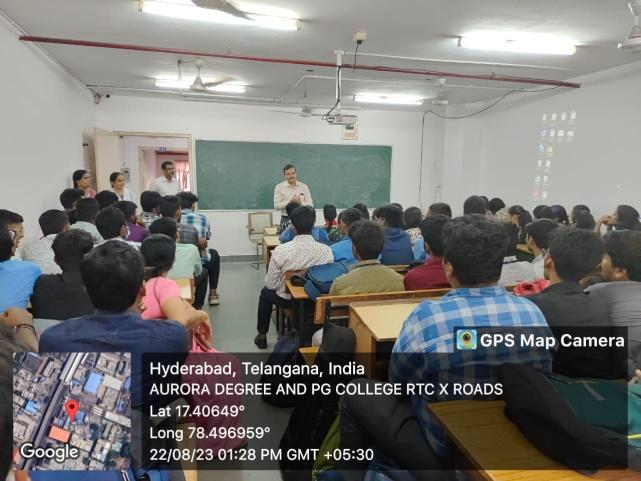 GPS Map Camera
Hyderabad, Telangana, India
AURORA DEGREE AND PG COLLEGE RTC X ROADS
Lat 17.40649°
Long 78.496959°
22/08/23 01:28 PM GMT +05:30
Google